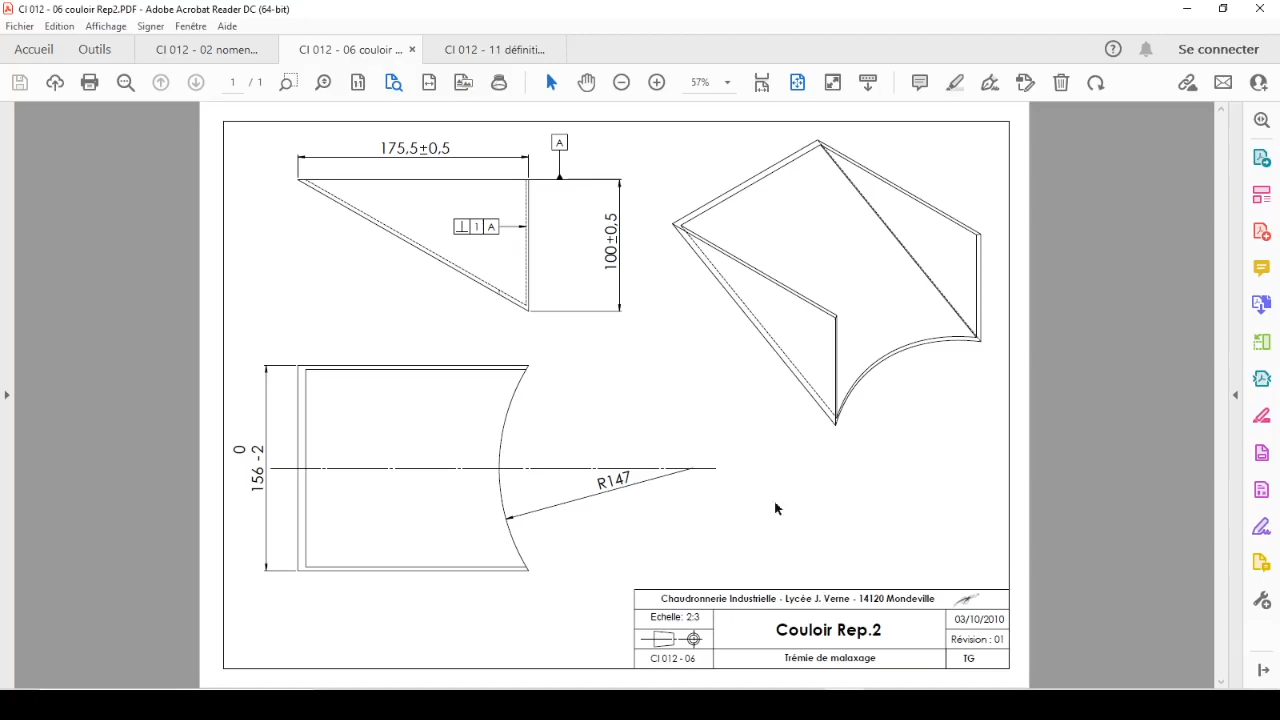 CI 012 - 06 couloir Rep2.PDF - Adobe Acrobat Reader DC (64-bit)
Fichier Edition Affichage Signer Fenêtre Aide
Accueil Outils CI 012 - 02 nomen... CI 012 - 06 couloir ... × CI 012 - 11 définiti... Se connecter
1 / 1 57%
175,5±0,5
A
⊥ 1 A
100±0,5
0
156 -2
R147
Chaudronnerie Industrielle - Lycée J. Verne - 14120 Mondeville
Echelle: 2:3
Couloir Rep.2
03/10/2010
Révision : 01
CI 012 - 06
Trémie de malaxage
TG